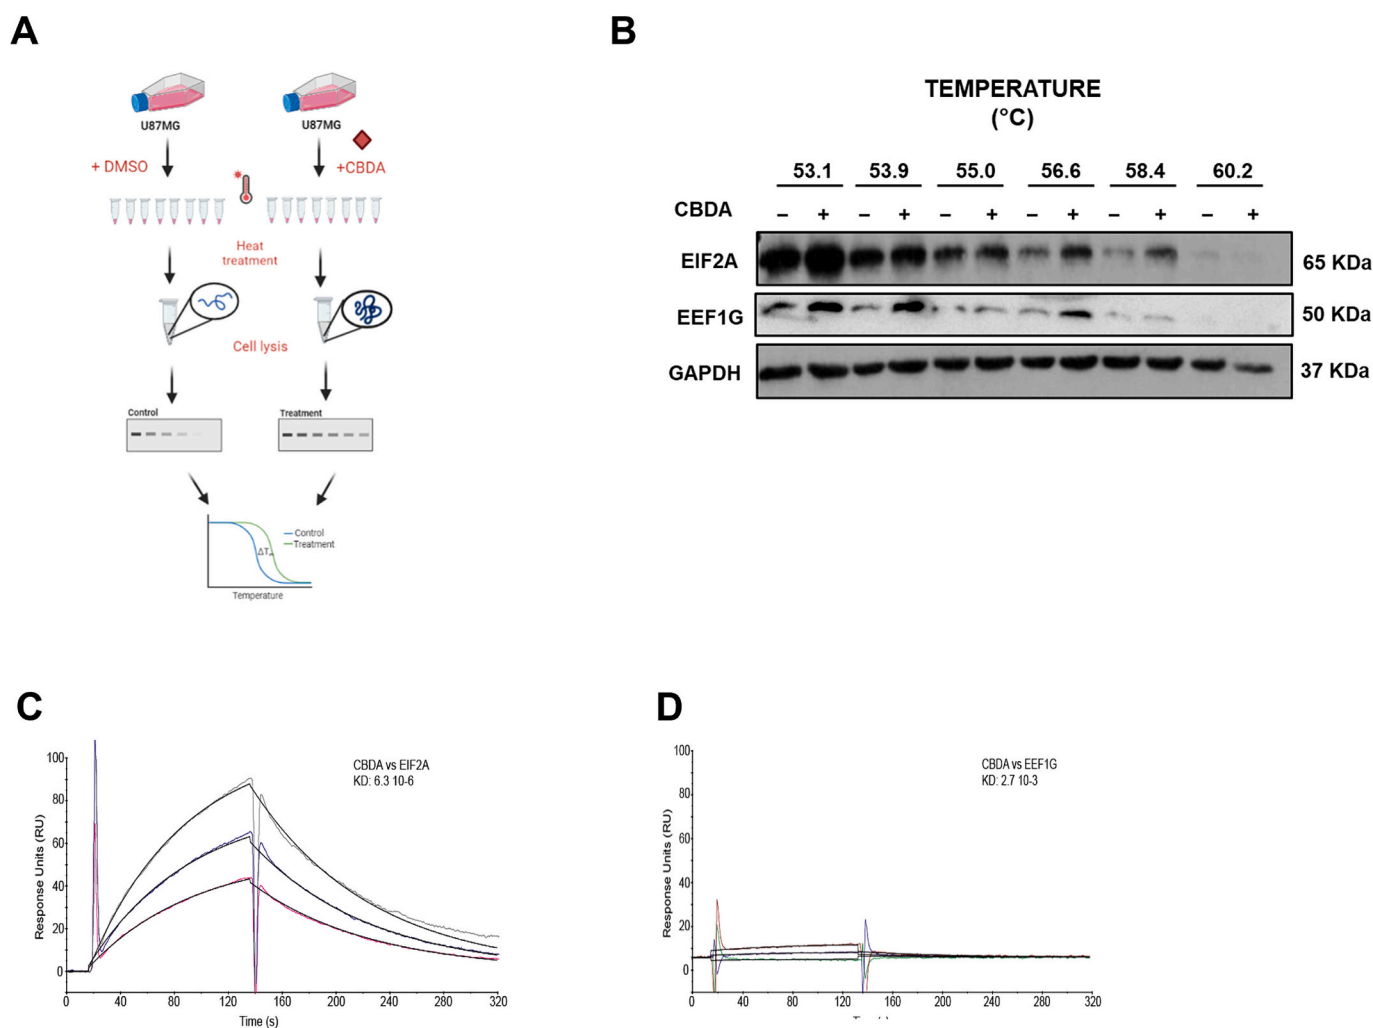 A
U87MG
U87MG
+ DMSO
+CBDA
Heat
treatment
Cell lysis
Control
Treatment
Control
Treatment
ΔTm
Temperature
B
TEMPERATURE
(°C)
53.1 53.9 55.0 56.6 58.4 60.2
CBDA – + – + – + – + – + – +
EIF2A 65 KDa
EEF1G 50 KDa
GAPDH 37 KDa
C
CBDA vs EIF2A
KD: 6.3 10-6
Response Units (RU)
100
80
60
40
20
0
0 40 80 120 160 200 240 280 320
Time (s)
D
CBDA vs EEF1G
KD: 2.7 10-3
Response Units (RU)
100
80
60
40
20
0
0 40 80 120 160 200 240 280 320